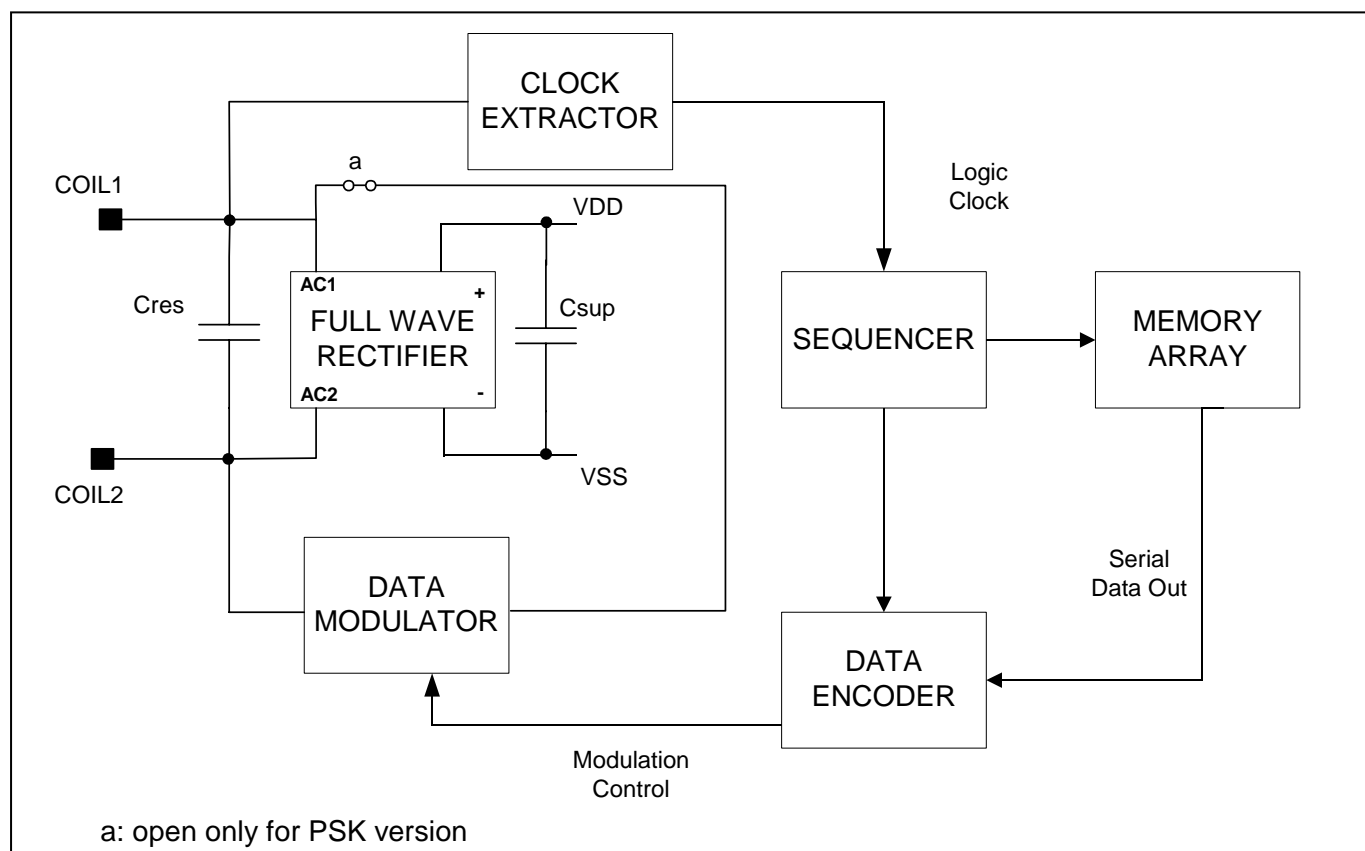 CLOCK
EXTRACTOR
a
COIL1
Logic
Clock
VDD
AC1
+
Cres
FULL WAVE
RECTIFIER
Csup
SEQUENCER
MEMORY
ARRAY
AC2
-
VSS
COIL2
DATA
MODULATOR
Serial
Data Out
DATA
ENCODER
Modulation
Control
a: open only for PSK version